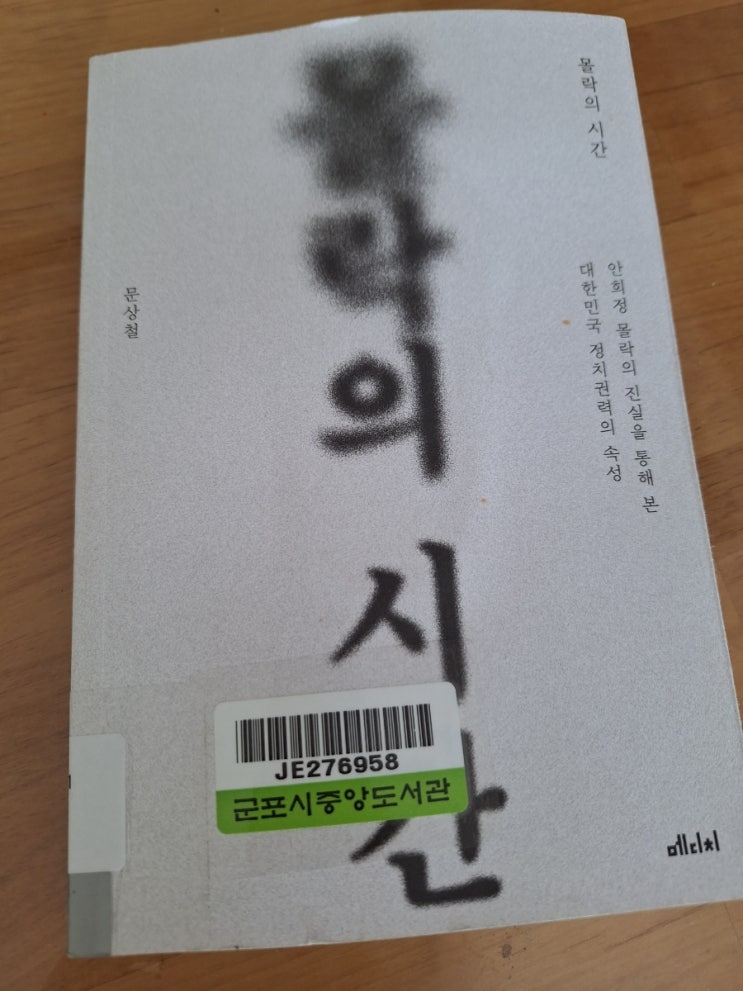 몰락의 시간
몰락의 시간
안희정 몰락의 진실을 통해 본
대한민국 정치권력의 속성
문상철
JE276958
군포시중앙도서관
메디치